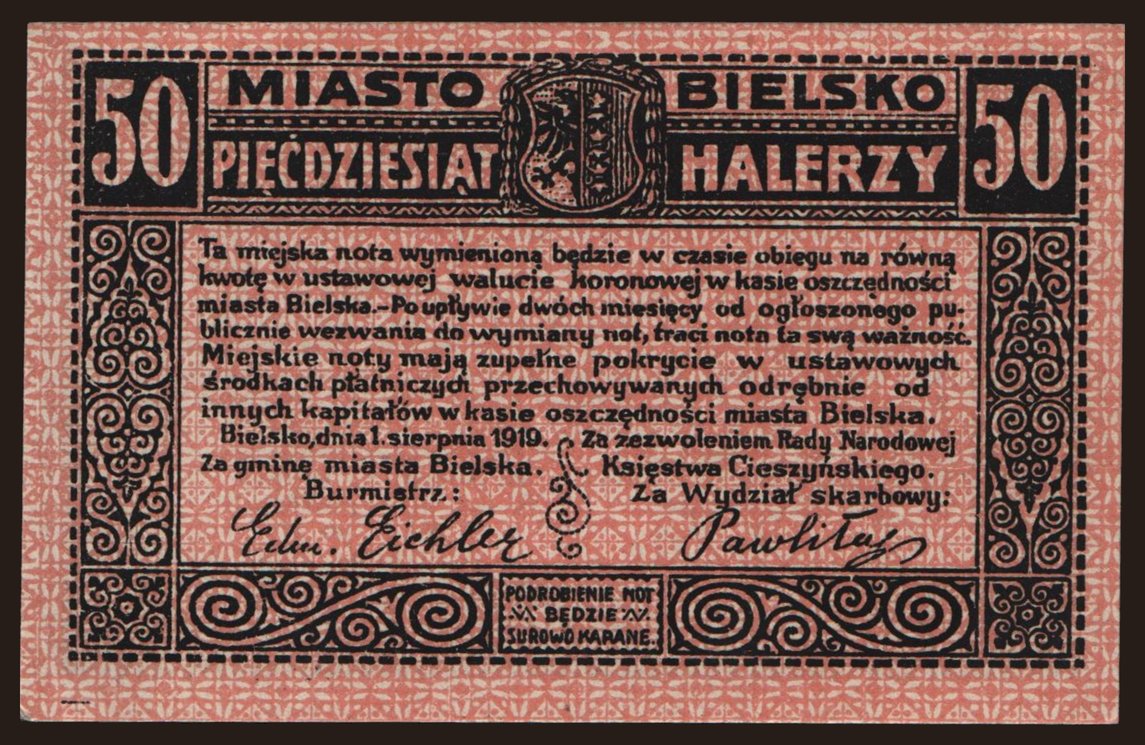 50 MIASTO BIELSKO 50
PIĘĆDZIESIĄT HALERZY
Ta miejska nota wymienioną będzie w czasie obiegu na równą
kwotę w ustawowej walucie koronowej w kasie oszczędności
miasta Bielska.-Po upływie dwóch miesięcy od ogłoszonego pu-
blicznie wezwania do wymiany not, traci nota ta swą ważność.
Miejskie noty mają zupełne pokrycie w ustawowych
środkach płatniczych przechowywanych odrębnie od
innych kapitałów w kasie oszczędności miasta Bielska.
Bielsko, dnia 1. sierpnia 1919.
Za gminę miasta Bielska.
Burmistrz:
Edm. Eichler
Za zezwoleniem Rady Narodowej
Księstwa Cieszyńskiego.
Za Wydział skarbowy:
PODROBIENIE NOT
BĘDZIE
SUROWO KARANE.